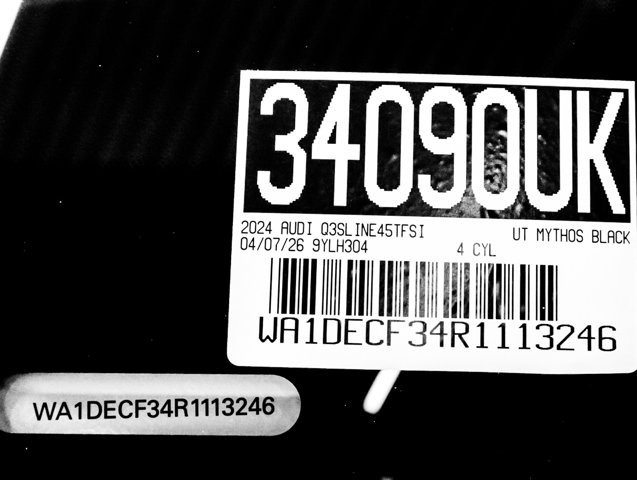 34090UK
2024 AUDI Q3SLINE45TFSI UT MYTHOS BLACK
04/07/26 9YLH304 4 CYL
WA1DECF34R1113246
WA1DECF34R1113246